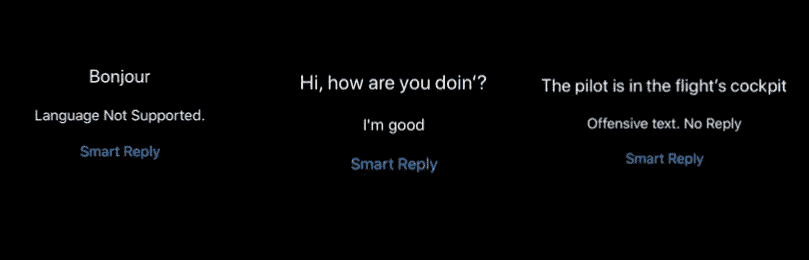 Bonjour
Language Not Supported.
Smart Reply
Hi, how are you doin‘?
I'm good
Smart Reply
The pilot is in the flight’s cockpit
Offensive text. No Reply
Smart Reply